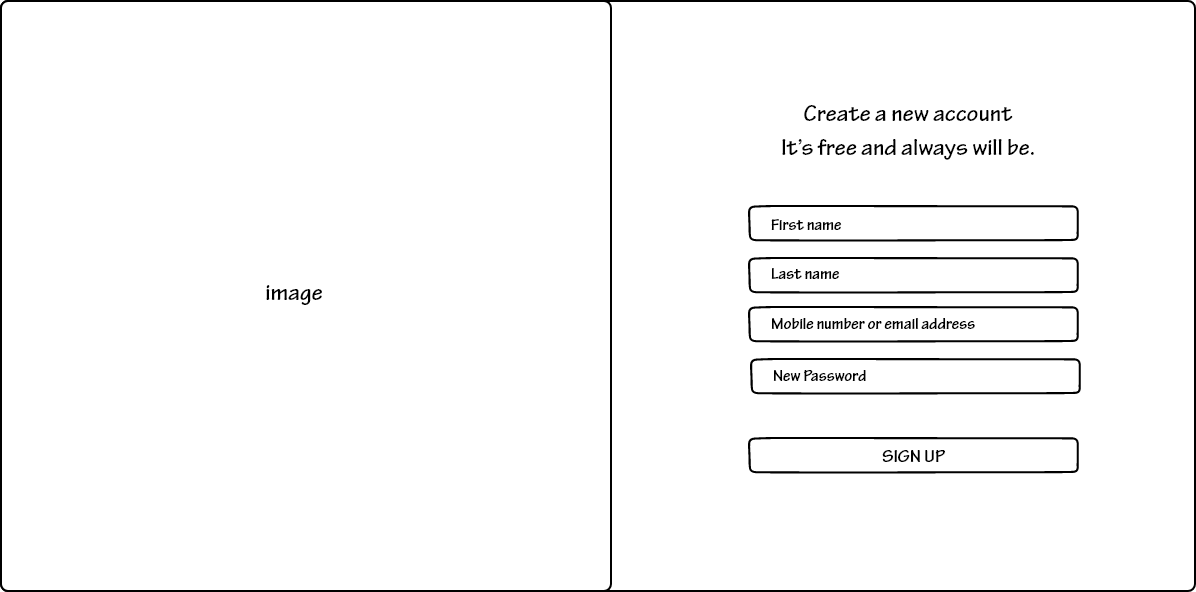 image
Create a new account
It's free and always will be.
First name
Last name
Mobile number or email address
New Password
SIGN UP